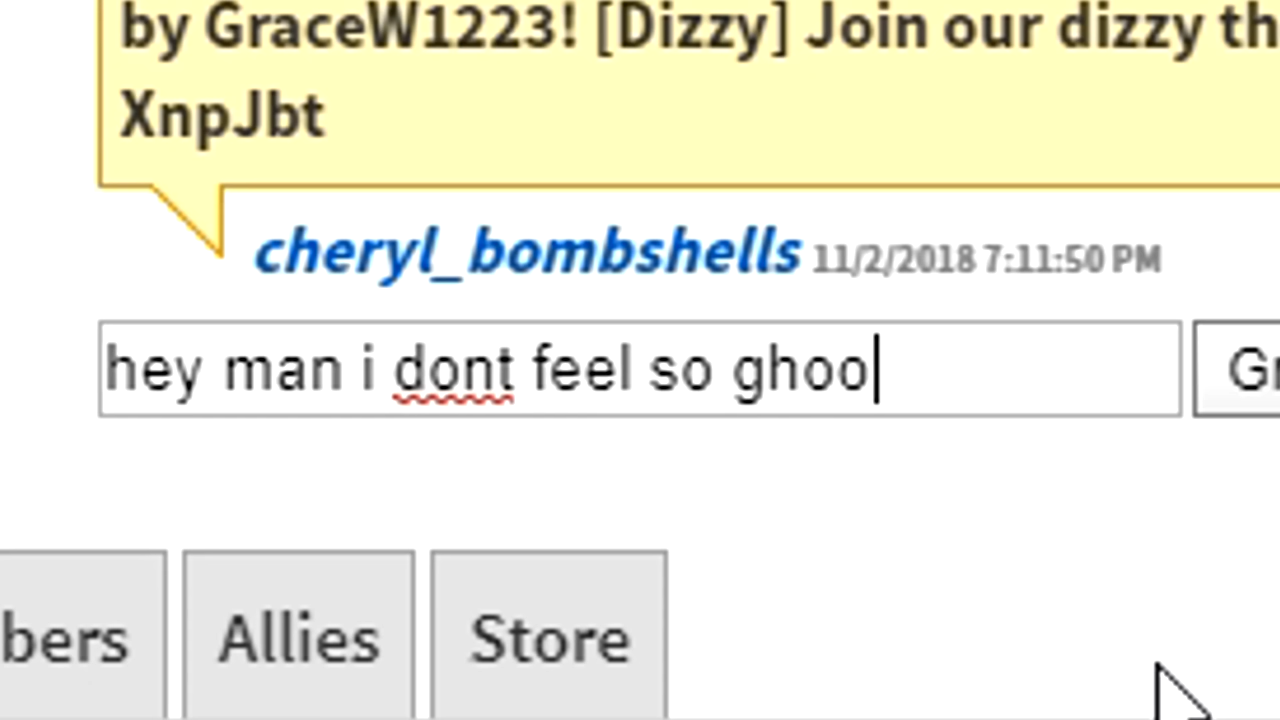 by GraceW1223! [Dizzy] Join our dizzy th
XnpJbt
cheryl_bombshells 11/2/2018 7:11:50 PM
hey man i dont feel so ghoo Gr
bers Allies Store